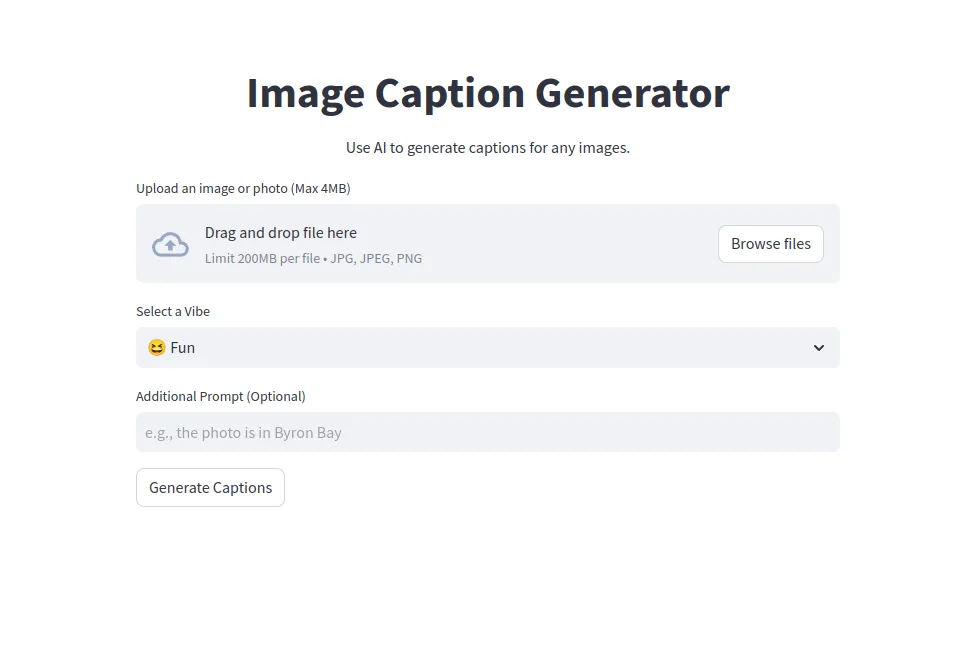 Image Caption Generator
Use AI to generate captions for any images.
Upload an image or photo (Max 4MB)
Drag and drop file here
Limit 200MB per file • JPG, JPEG, PNG
Browse files
Select a Vibe
😆 Fun
Additional Prompt (Optional)
e.g., the photo is in Byron Bay
Generate Captions